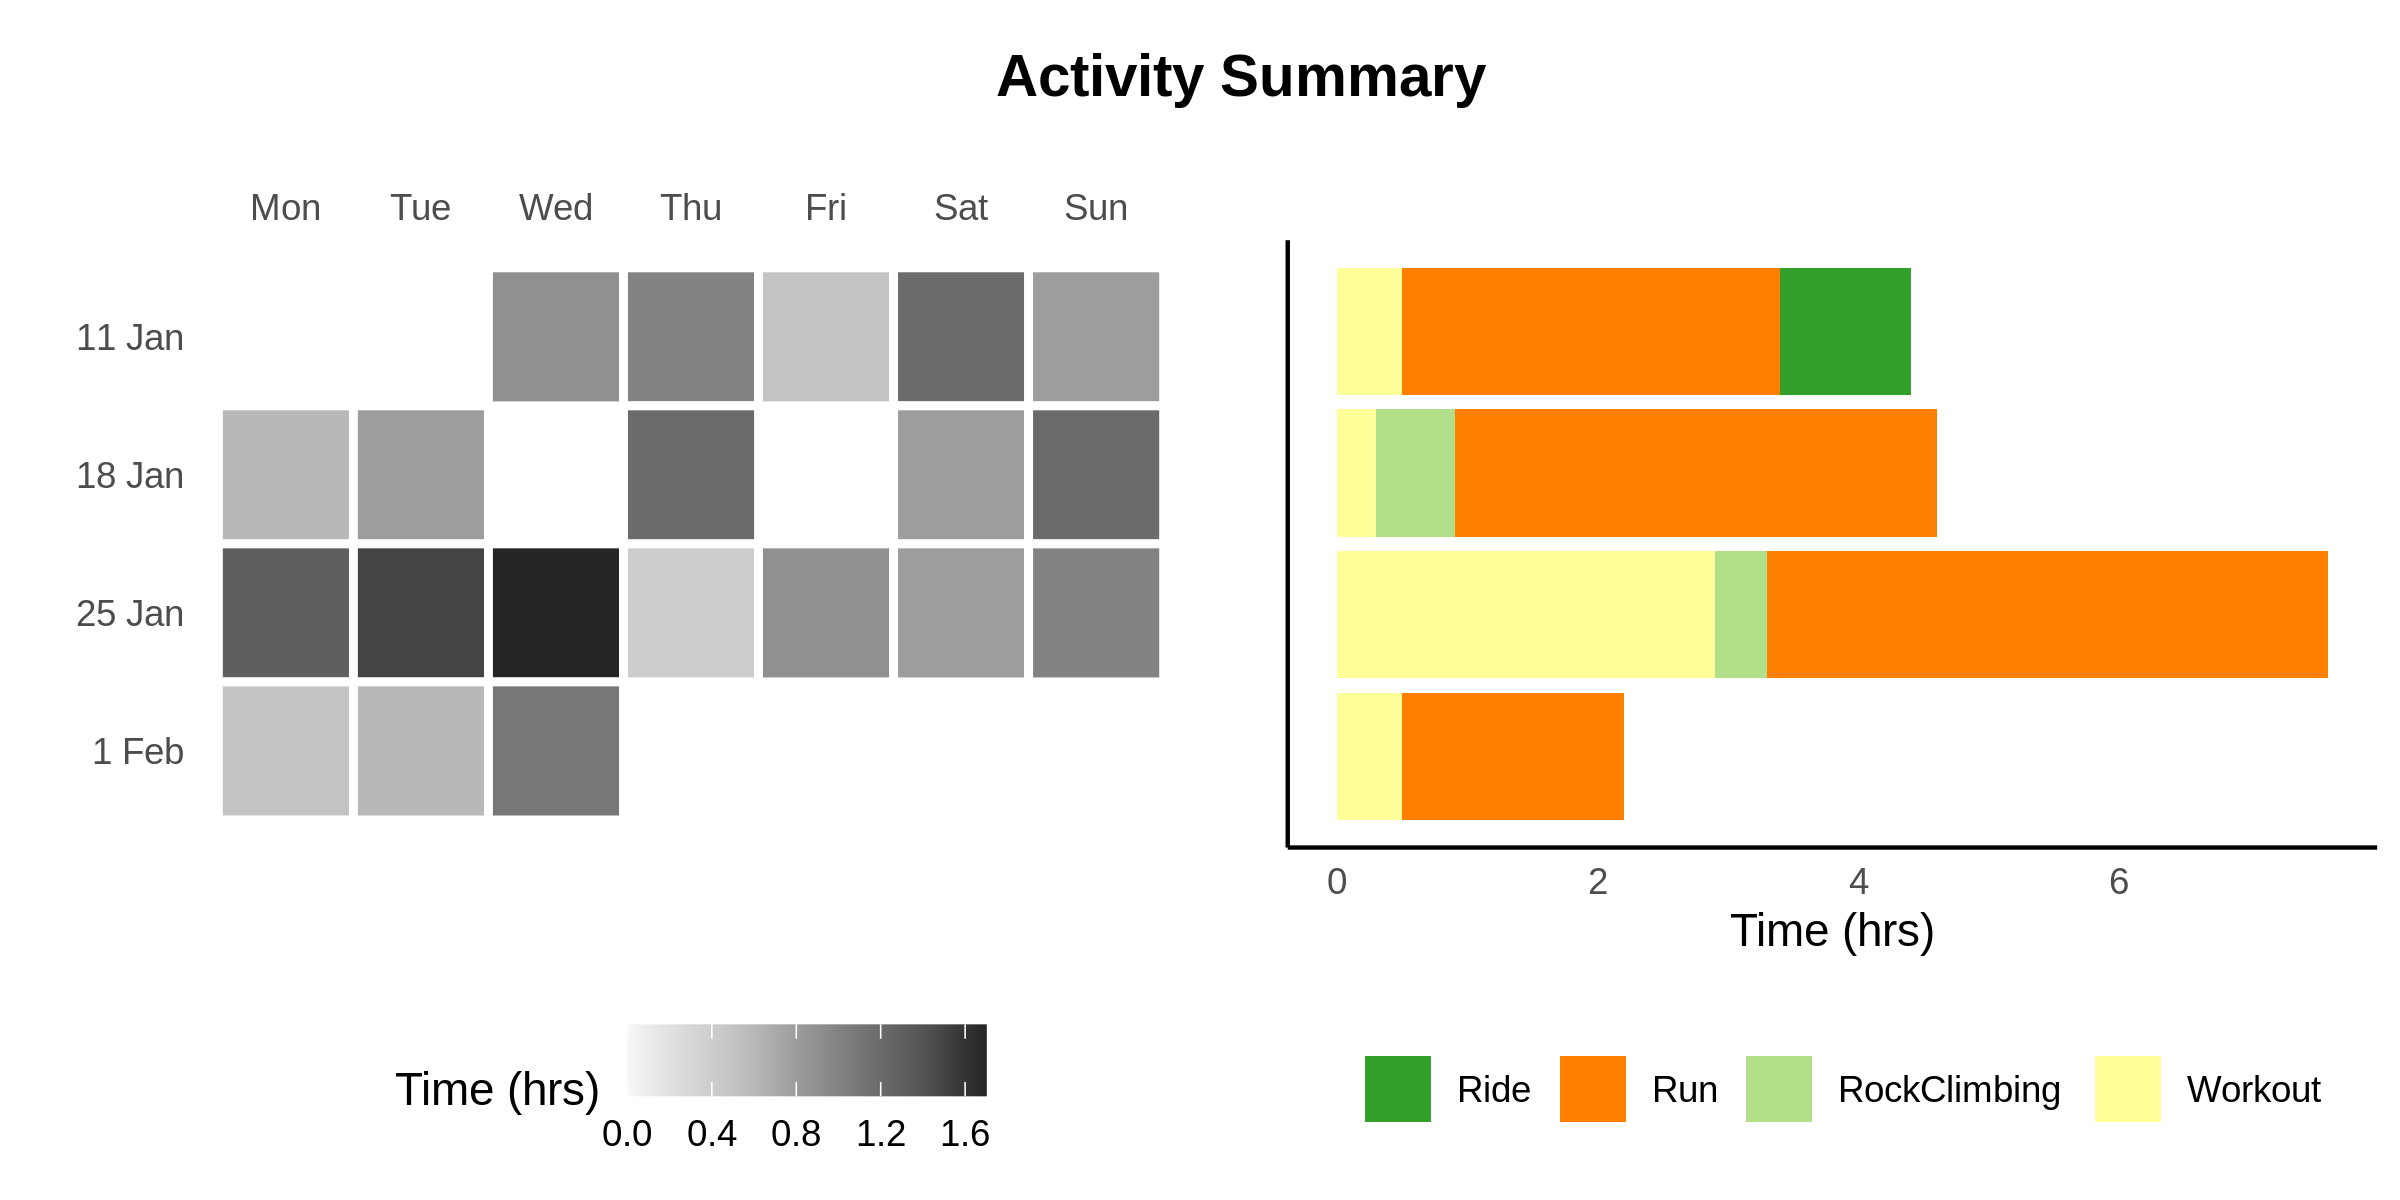 Activity Summary
Mon Tue Wed Thu Fri Sat Sun
11 Jan
18 Jan
25 Jan
1 Feb
0 2 4 6
Time (hrs)
Time (hrs)
0.0 0.4 0.8 1.2 1.6
Ride Run RockClimbing Workout